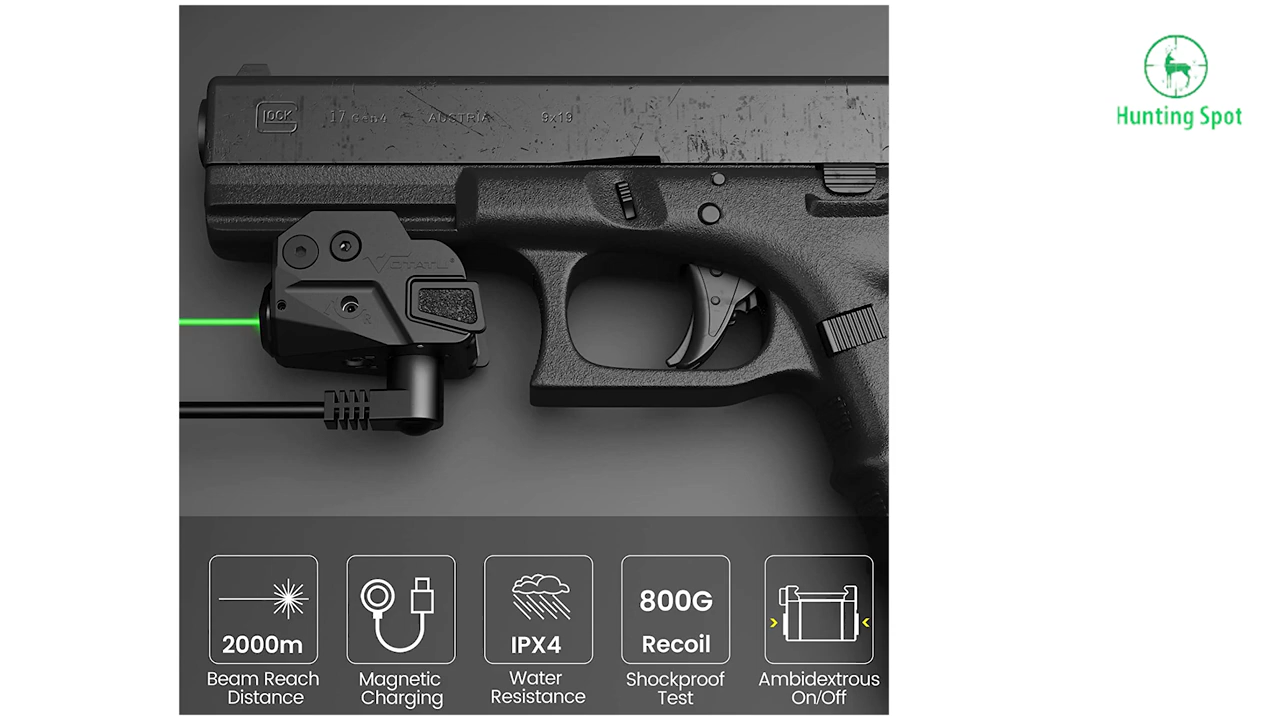 Hunting Spot
GLOCK 17 Gen4 AUSTRIA 9x19
VOTATU
2000m
Beam Reach
Distance
Magnetic
Charging
IPX4
Water
Resistance
800G
Recoil
Shockproof
Test
Ambidextrous
On/Off